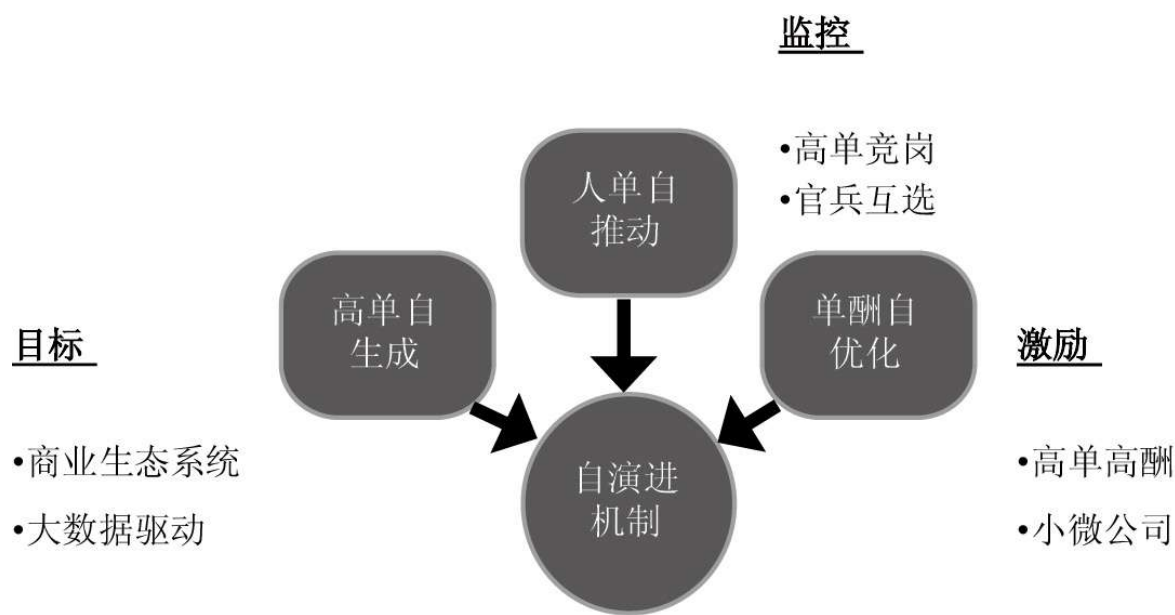 监控
•高单竞岗
•官兵互选
人单自
推动
高单自
生成
单酬自
优化
目标
•商业生态系统
•大数据驱动
激励
•高单高酬
•小微公司
自演进
机制